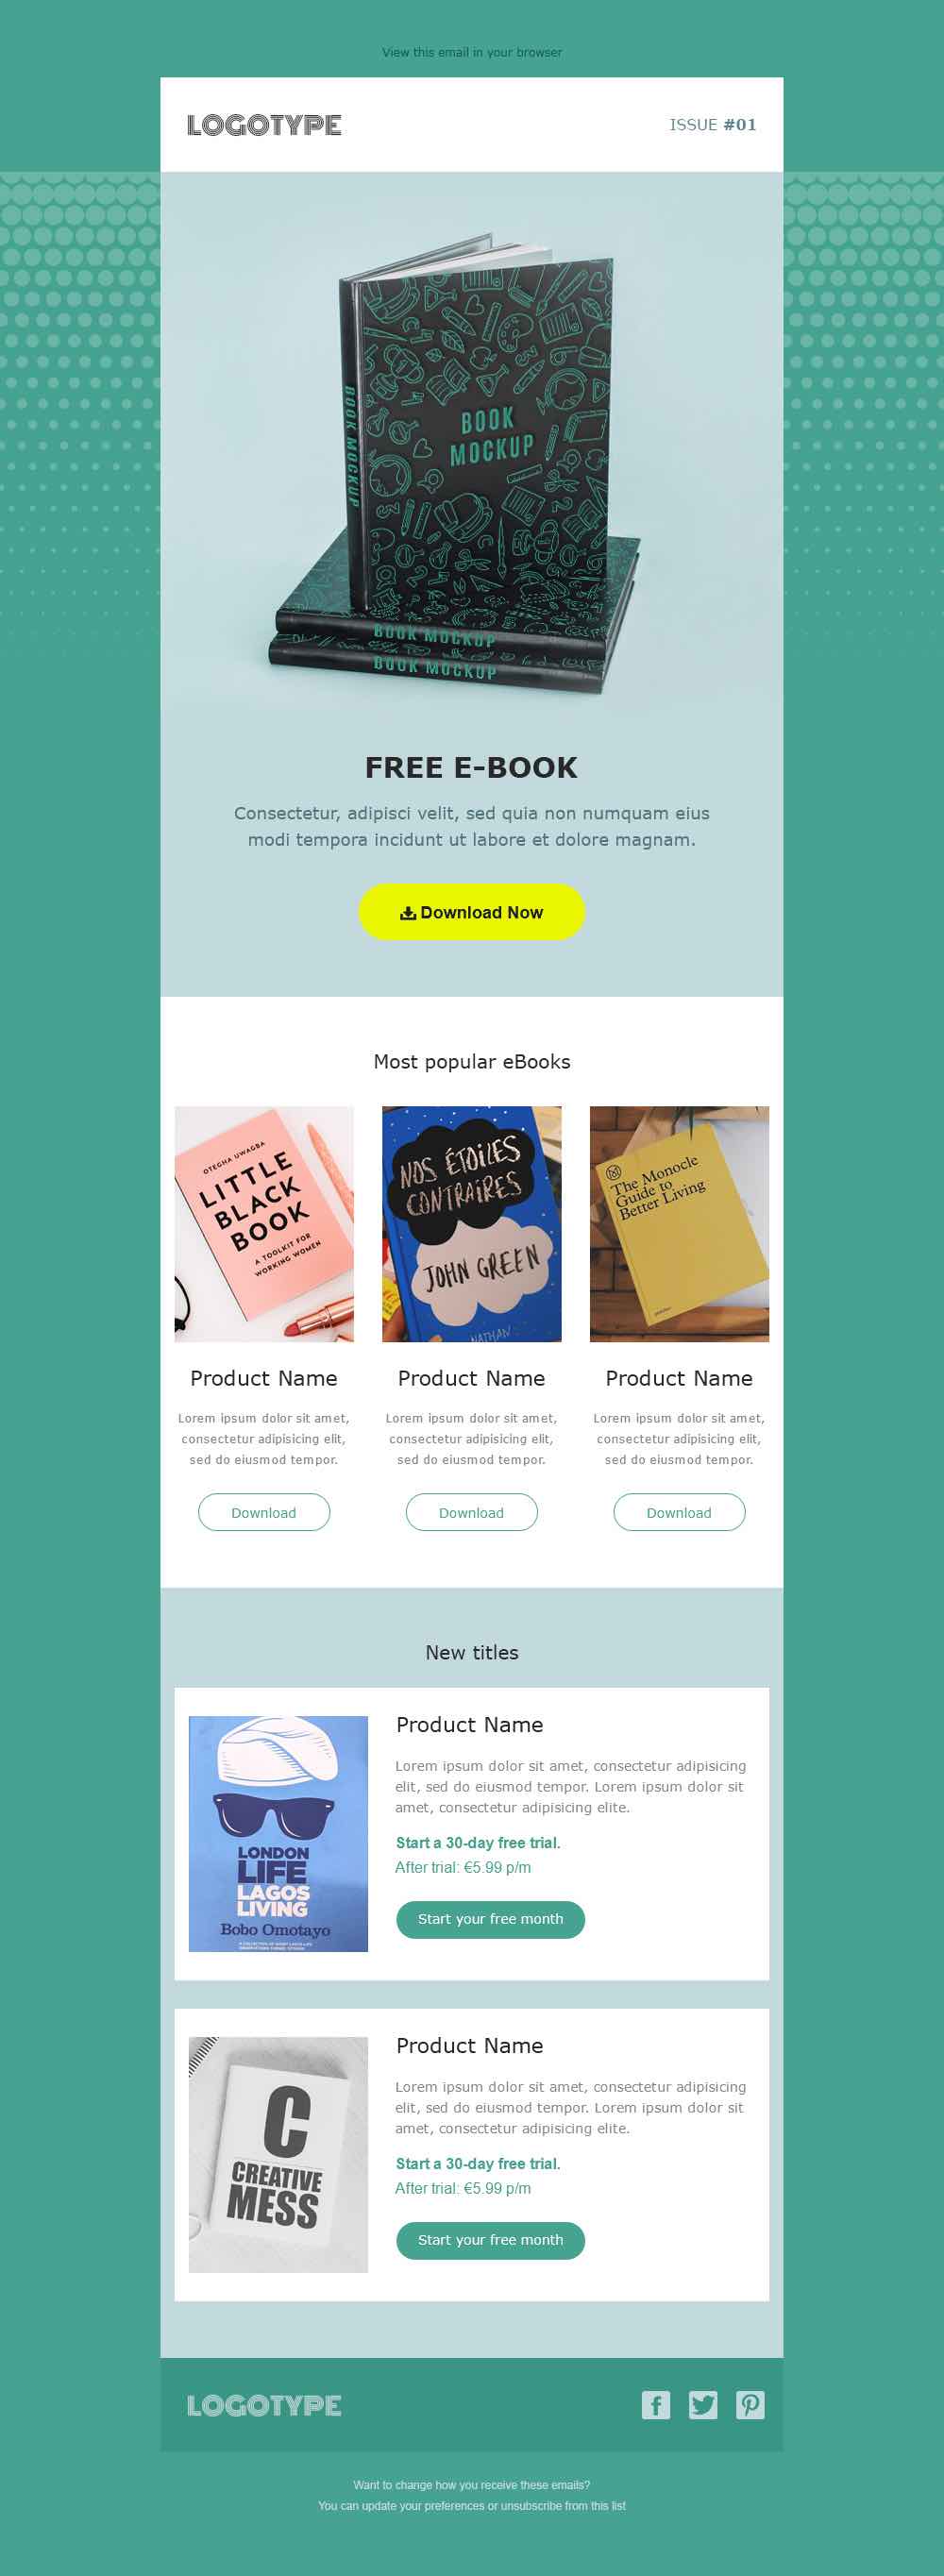 View this email in your browser
LOGOTYPE
ISSUE #01
BOOK
MOCKUP
BOOK MOCKUP
BOOK MOCKUP
BOOK MOCKUP
FREE E-BOOK
Consectetur, adipisci velit, sed quia non numquam eius
modi tempora incidunt ut labore et dolore magnam.
Download Now
Most popular eBooks
OTEGHA UWAGBA
LITTLE
BLACK
BOOK
A TOOLKIT FOR
WORKING WOMEN
NOS ÉTOILES
CONTRAIRES
JOHN GREEN
NATHAN
The Monocle
Guide to
Better Living
Product Name
Lorem ipsum dolor sit amet,
consectetur adipisicing elit,
sed do eiusmod tempor.
Download
Product Name
Lorem ipsum dolor sit amet,
consectetur adipisicing elit,
sed do eiusmod tempor.
Download
Product Name
Lorem ipsum dolor sit amet,
consectetur adipisicing elit,
sed do eiusmod tempor.
Download
New titles
LONDON
LIFE
LAGOS
LIVING
Bobo Omotayo
Product Name
Lorem ipsum dolor sit amet, consectetur adipisicing
elit, sed do eiusmod tempor. Lorem ipsum dolor sit
amet, consectetur adipisicing elite.
Start a 30-day free trial.
After trial: €5.99 p/m
Start your free month
C
CREATIVE
MESS
Product Name
Lorem ipsum dolor sit amet, consectetur adipisicing
elit, sed do eiusmod tempor. Lorem ipsum dolor sit
amet, consectetur adipisicing elite.
Start a 30-day free trial.
After trial: €5.99 p/m
Start your free month
LOGOTYPE
Want to change how you receive these emails?
You can update your preferences or unsubscribe from this list